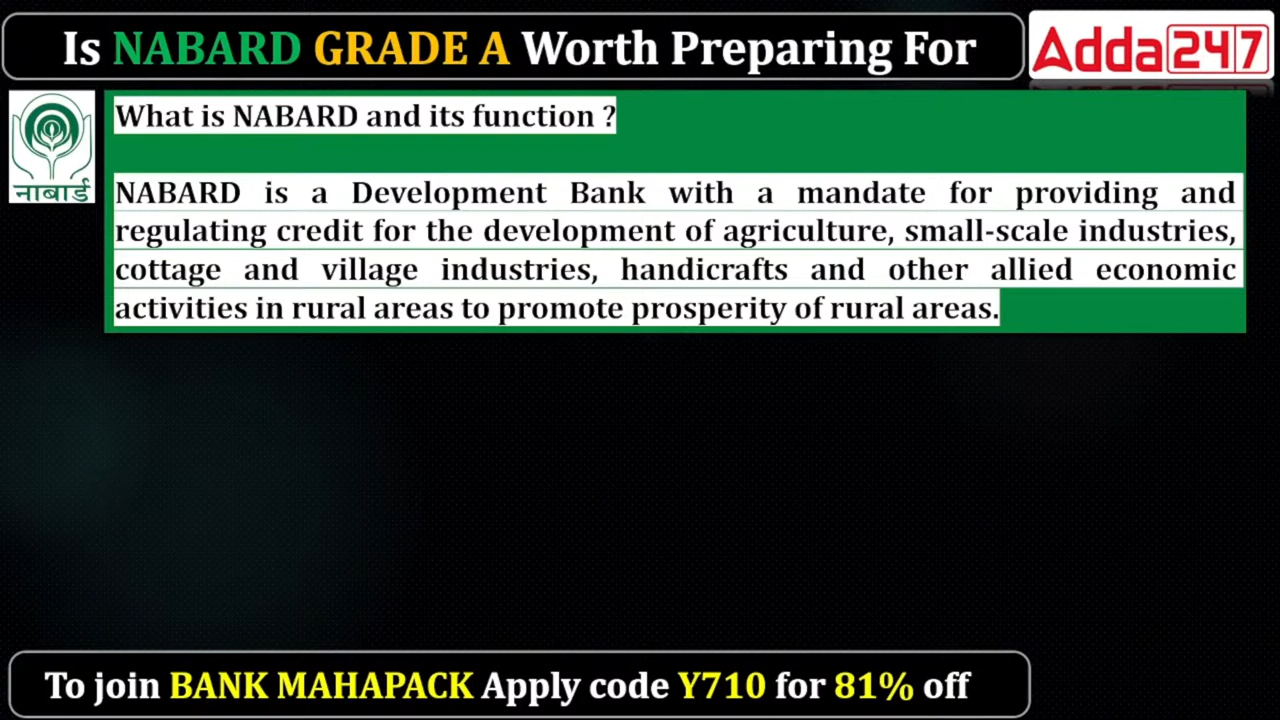 Is NABARD GRADE A Worth Preparing For
Adda247
नाबार्ड
What is NABARD and its function ?
NABARD is a Development Bank with a mandate for providing and
regulating credit for the development of agriculture, small-scale industries,
cottage and village industries, handicrafts and other allied economic
activities in rural areas to promote prosperity of rural areas.
To join BANK MAHAPACK Apply code Y710 for 81% off